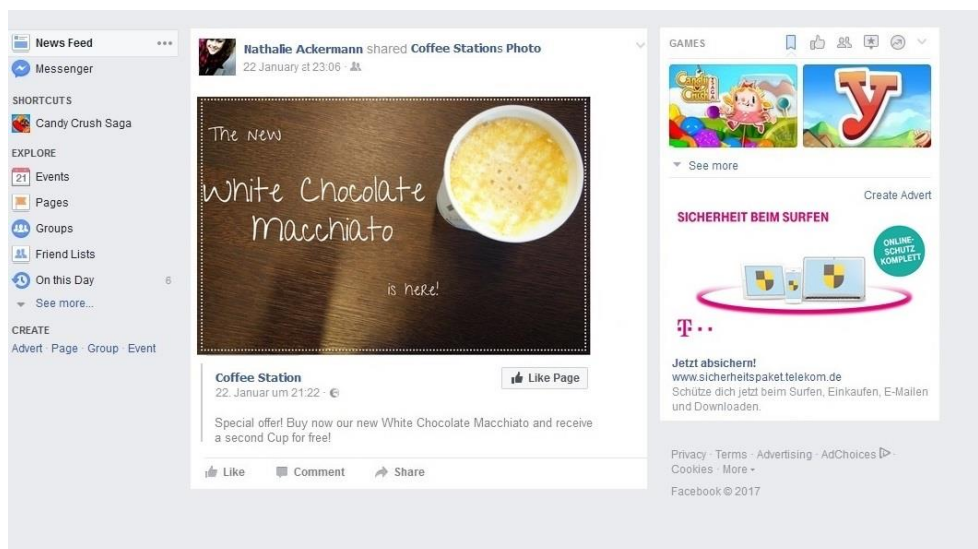 News Feed
Messenger
SHORTCUTS
Candy Crush Saga
EXPLORE
21 Events
Pages
Groups
Friend Lists
On this Day 6
See more...
CREATE
Advert · Page · Group · Event
Nathalie Ackermann shared Coffee Stations Photo
22 January at 23:06 ·
The New
White Chocolate
Macchiato
is here!
Coffee Station
22. Januar um 21:22 ·
Like Page
Special offer! Buy now our new White Chocolate Macchiato and receive
a second Cup for free!
Like Comment Share
GAMES
Candy
Crush
SAGA
y
See more
Create Advert
SICHERHEIT BEIM SURFEN
ONLINE-
SCHUTZ
KOMPLETT
T · ·
Jetzt absichern!
www.sicherheitspaket.telekom.de
Schütze dich jetzt beim Surfen, Einkaufen, E-Mailen
und Downloaden.
Privacy · Terms · Advertising · AdChoices ·
Cookies · More
Facebook © 2017